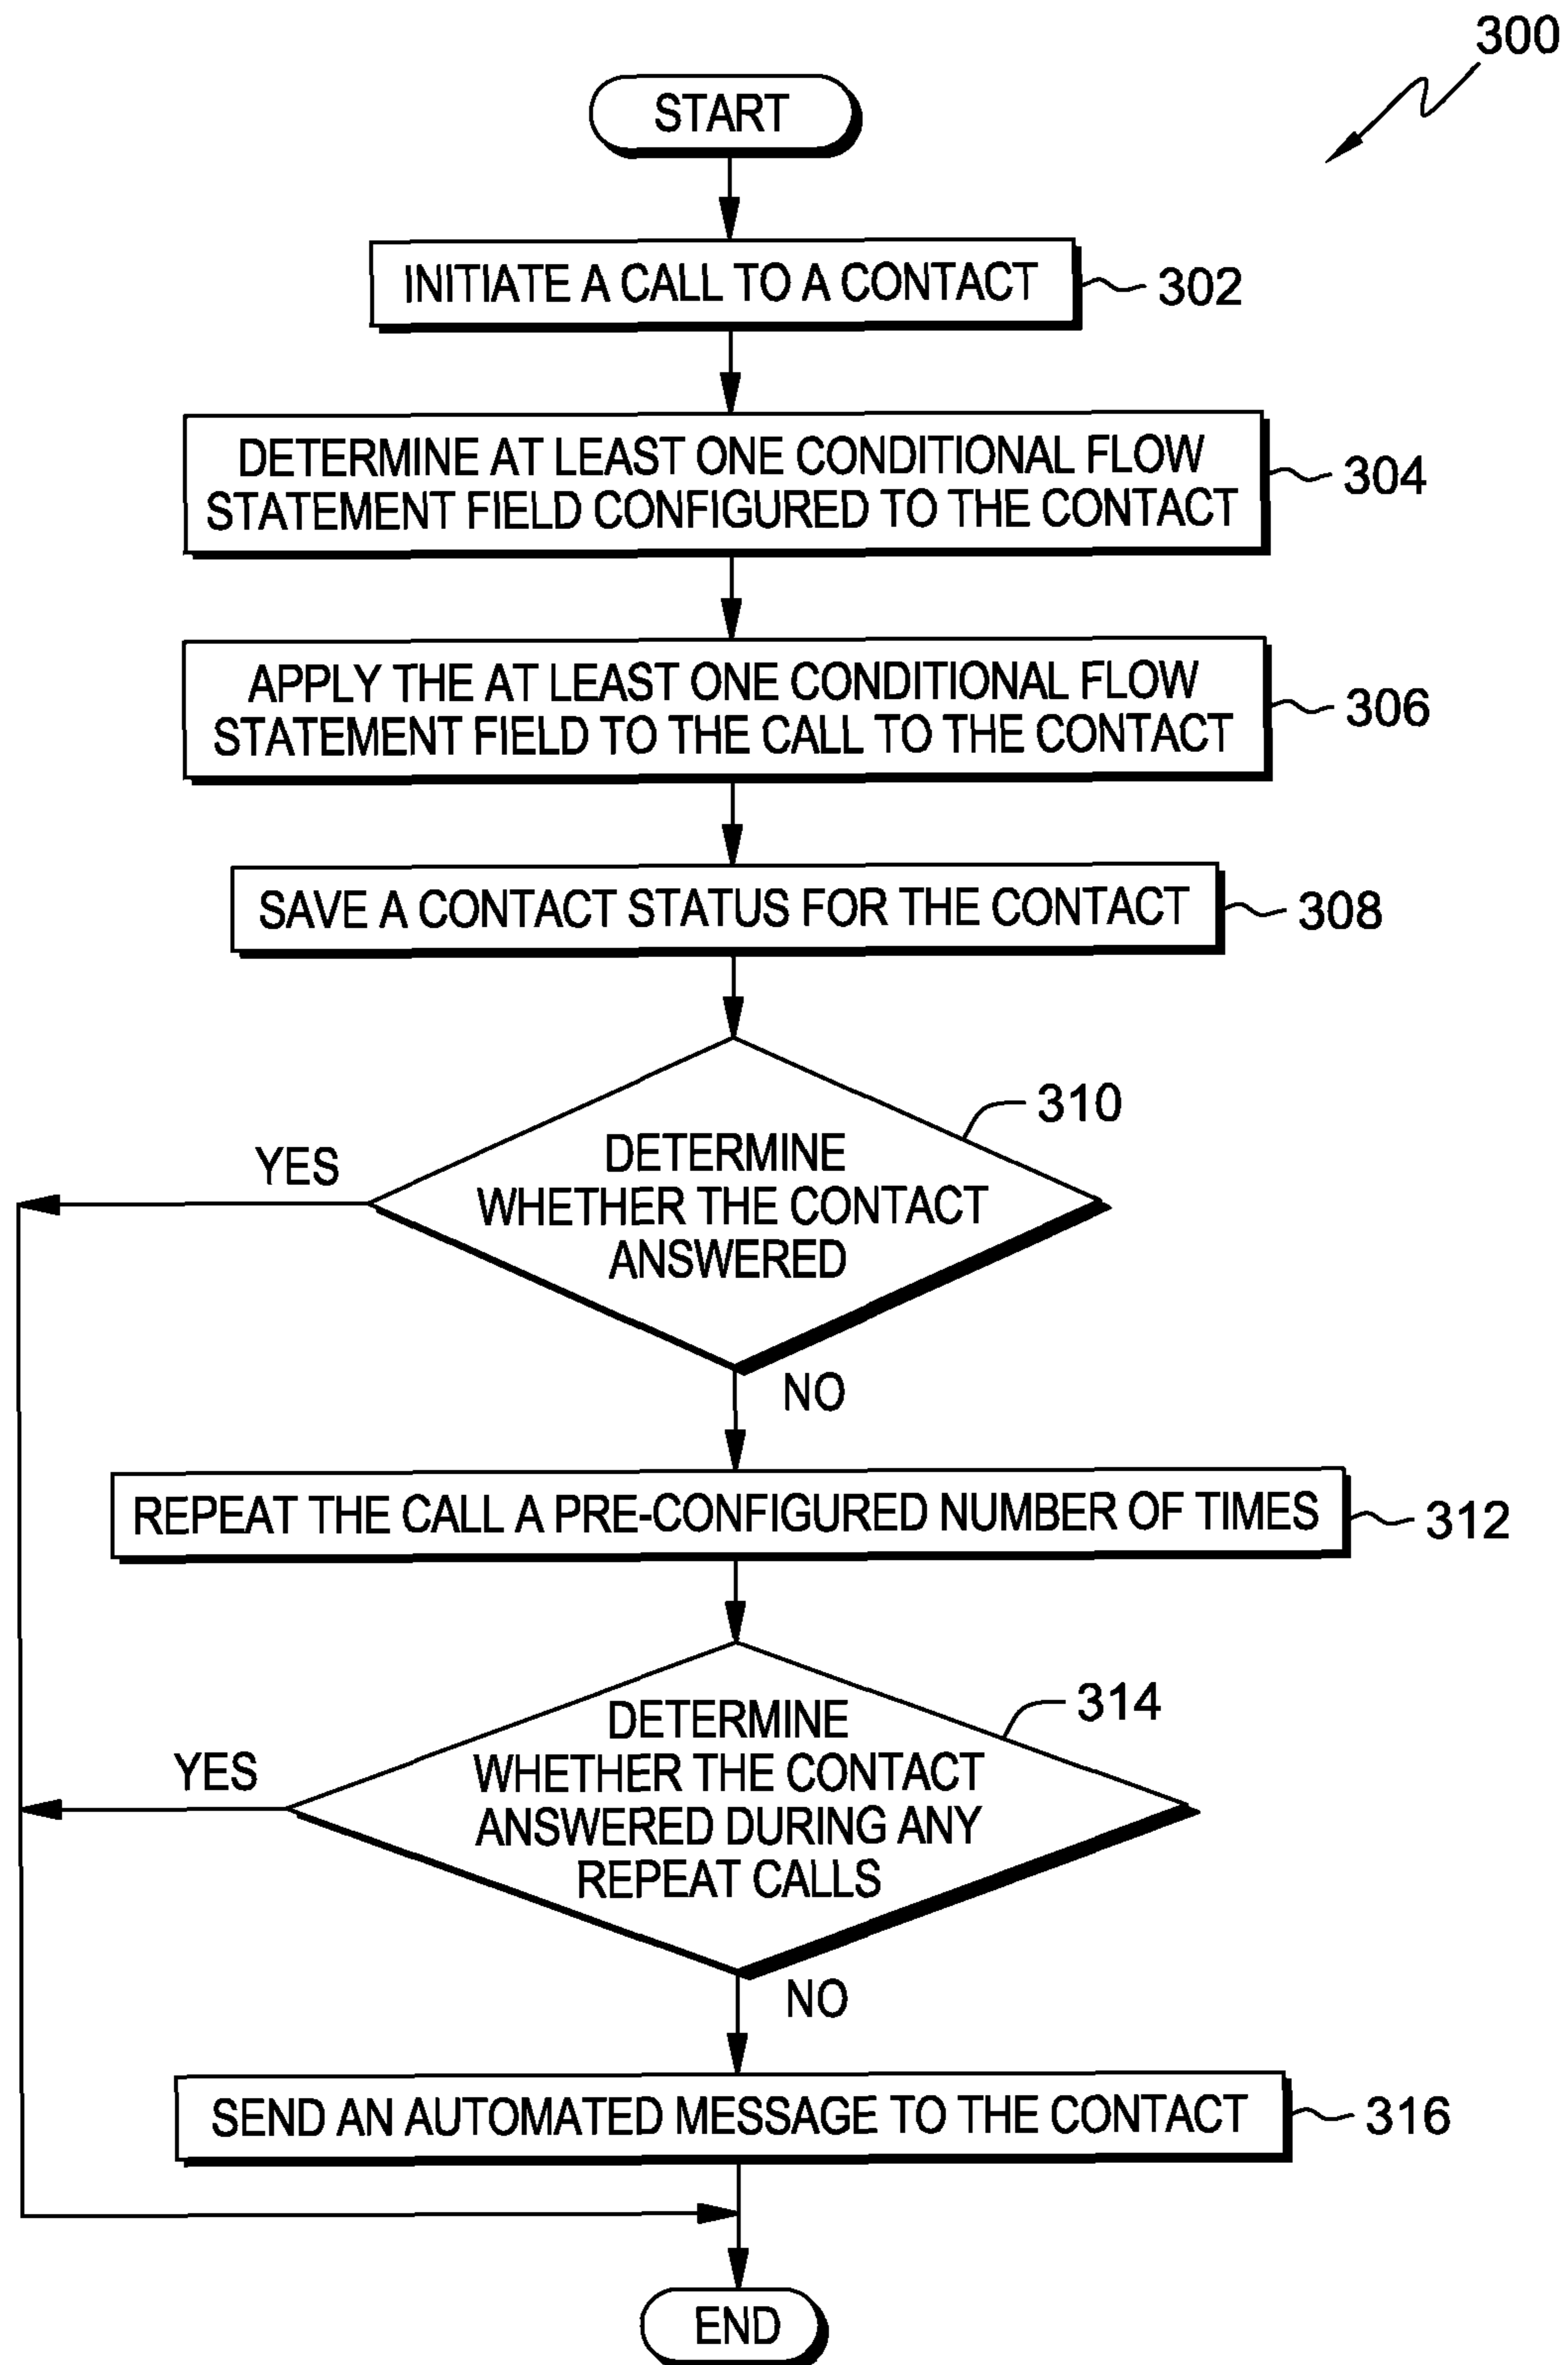 300
START
INITIATE A CALL TO A CONTACT
302
DETERMINE AT LEAST ONE CONDITIONAL FLOW
STATEMENT FIELD CONFIGURED TO THE CONTACT
304
APPLY THE AT LEAST ONE CONDITIONAL FLOW
STATEMENT FIELD TO THE CALL TO THE CONTACT
306
SAVE A CONTACT STATUS FOR THE CONTACT
308
310
DETERMINE
WHETHER THE CONTACT
ANSWERED
YES
NO
REPEAT THE CALL A PRE-CONFIGURED NUMBER OF TIMES
312
314
DETERMINE
WHETHER THE CONTACT
ANSWERED DURING ANY
REPEAT CALLS
YES
NO
SEND AN AUTOMATED MESSAGE TO THE CONTACT
316
END